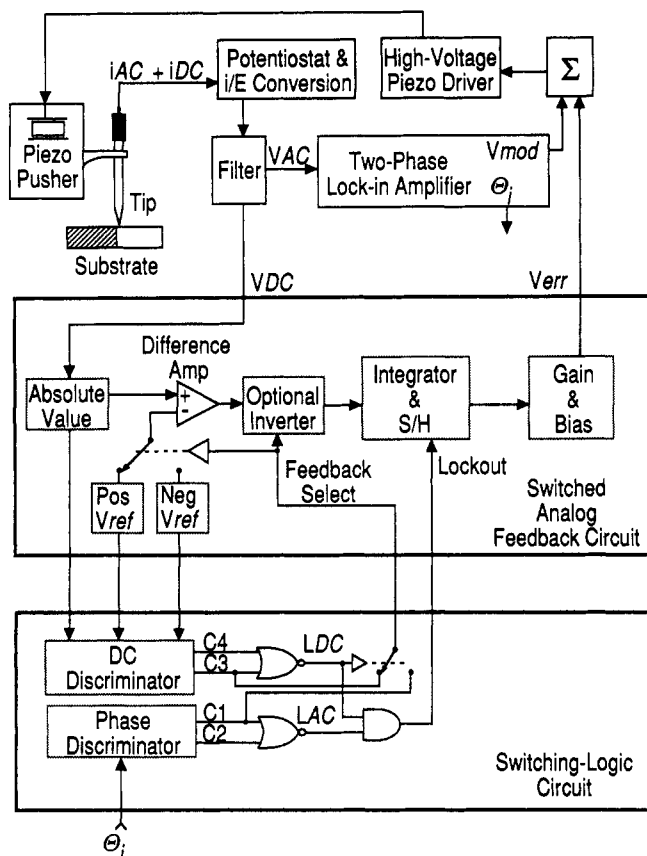 iAC + iDC
Potentiostat &
i/E Conversion
High-Voltage
Piezo Driver
Σ
Piezo
Pusher
Tip
Substrate
Filter
VAC
Two-Phase
Lock-in Amplifier
Vmod
Θi
VDC
Verr
Difference
Amp
Absolute
Value
+
-
Optional
Inverter
Integrator
&
S/H
Gain
&
Bias
Lockout
Feedback
Select
Pos
Vref
Neg
Vref
Switched
Analog
Feedback Circuit
DC
Discriminator
C4
C3
LDC
Phase
Discriminator
C1
C2
LAC
Switching-Logic
Circuit
Θi